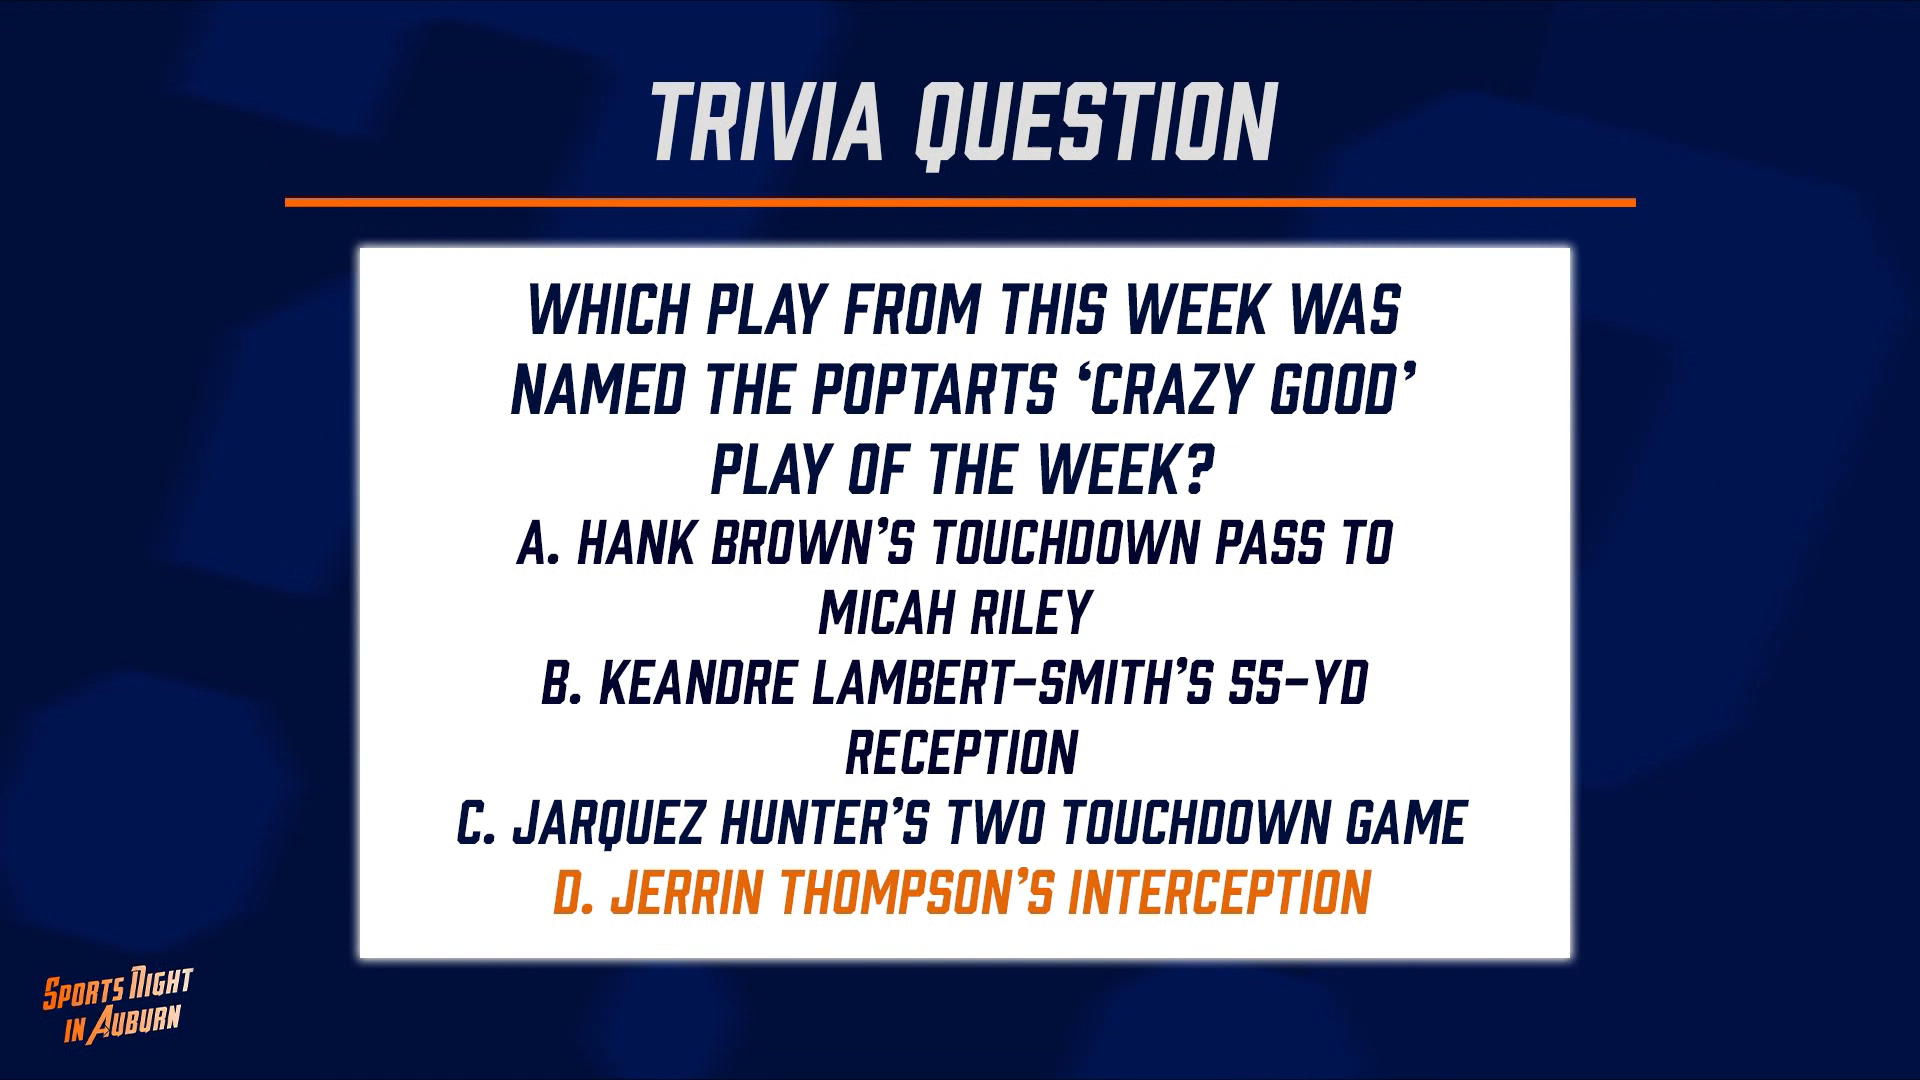 TRIVIA QUESTION
WHICH PLAY FROM THIS WEEK WAS
NAMED THE POPTARTS ‘CRAZY GOOD’
PLAY OF THE WEEK?
A. HANK BROWN’S TOUCHDOWN PASS TO
MICAH RILEY
B. KEANDRE LAMBERT-SMITH’S 55-YD
RECEPTION
C. JARQUEZ HUNTER’S TWO TOUCHDOWN GAME
D. JERRIN THOMPSON’S INTERCEPTION
SPORTS NIGHT
IN AUBURN